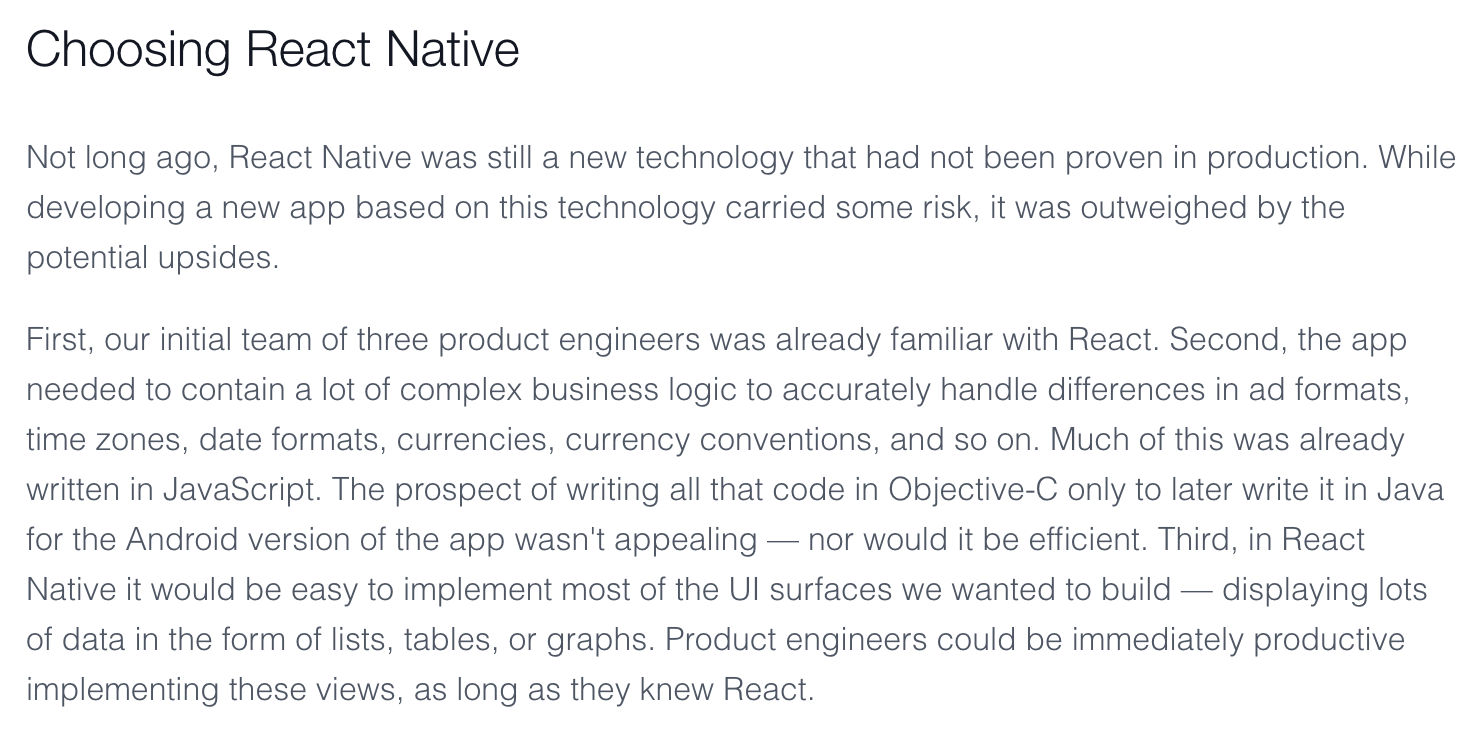 Choosing React Native
Not long ago, React Native was still a new technology that had not been proven in production. While
developing a new app based on this technology carried some risk, it was outweighed by the
potential upsides.
First, our initial team of three product engineers was already familiar with React. Second, the app
needed to contain a lot of complex business logic to accurately handle differences in ad formats,
time zones, date formats, currencies, currency conventions, and so on. Much of this was already
written in JavaScript. The prospect of writing all that code in Objective-C only to later write it in Java
for the Android version of the app wasn't appealing — nor would it be efficient. Third, in React
Native it would be easy to implement most of the UI surfaces we wanted to build — displaying lots
of data in the form of lists, tables, or graphs. Product engineers could be immediately productive
implementing these views, as long as they knew React.